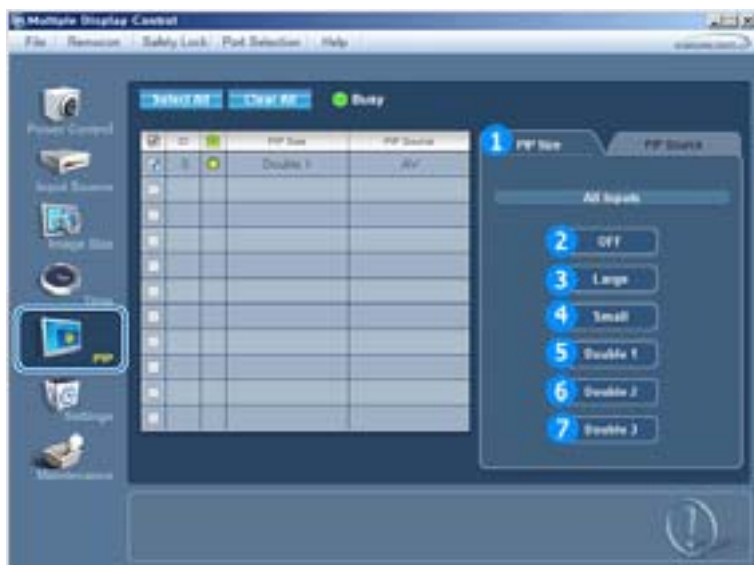 Multiple Display Control
File Remocon Safety Lock Port Selection Help
Select All Clear All Busy
ID PIP Size PIP Source
0 Double 1 AV
Power Control
Input Source
Image Size
Time
PIP
Settings
Maintenance
1 PIP Size PIP Source
All Inputs
2 OFF
3 Large
4 Small
5 Double 1
6 Double 2
7 Double 3